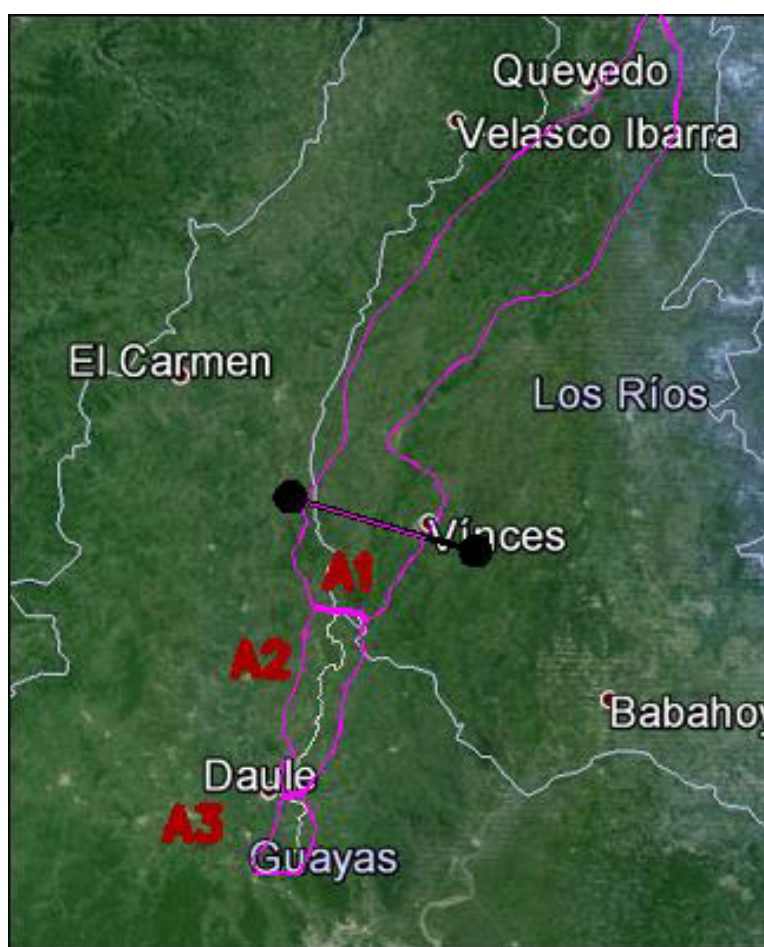 Quevedo
Velasco Ibarra
El Carmen
Los Ríos
Vinces
A1
A2
Babahoy
Daule
A3
Guayas